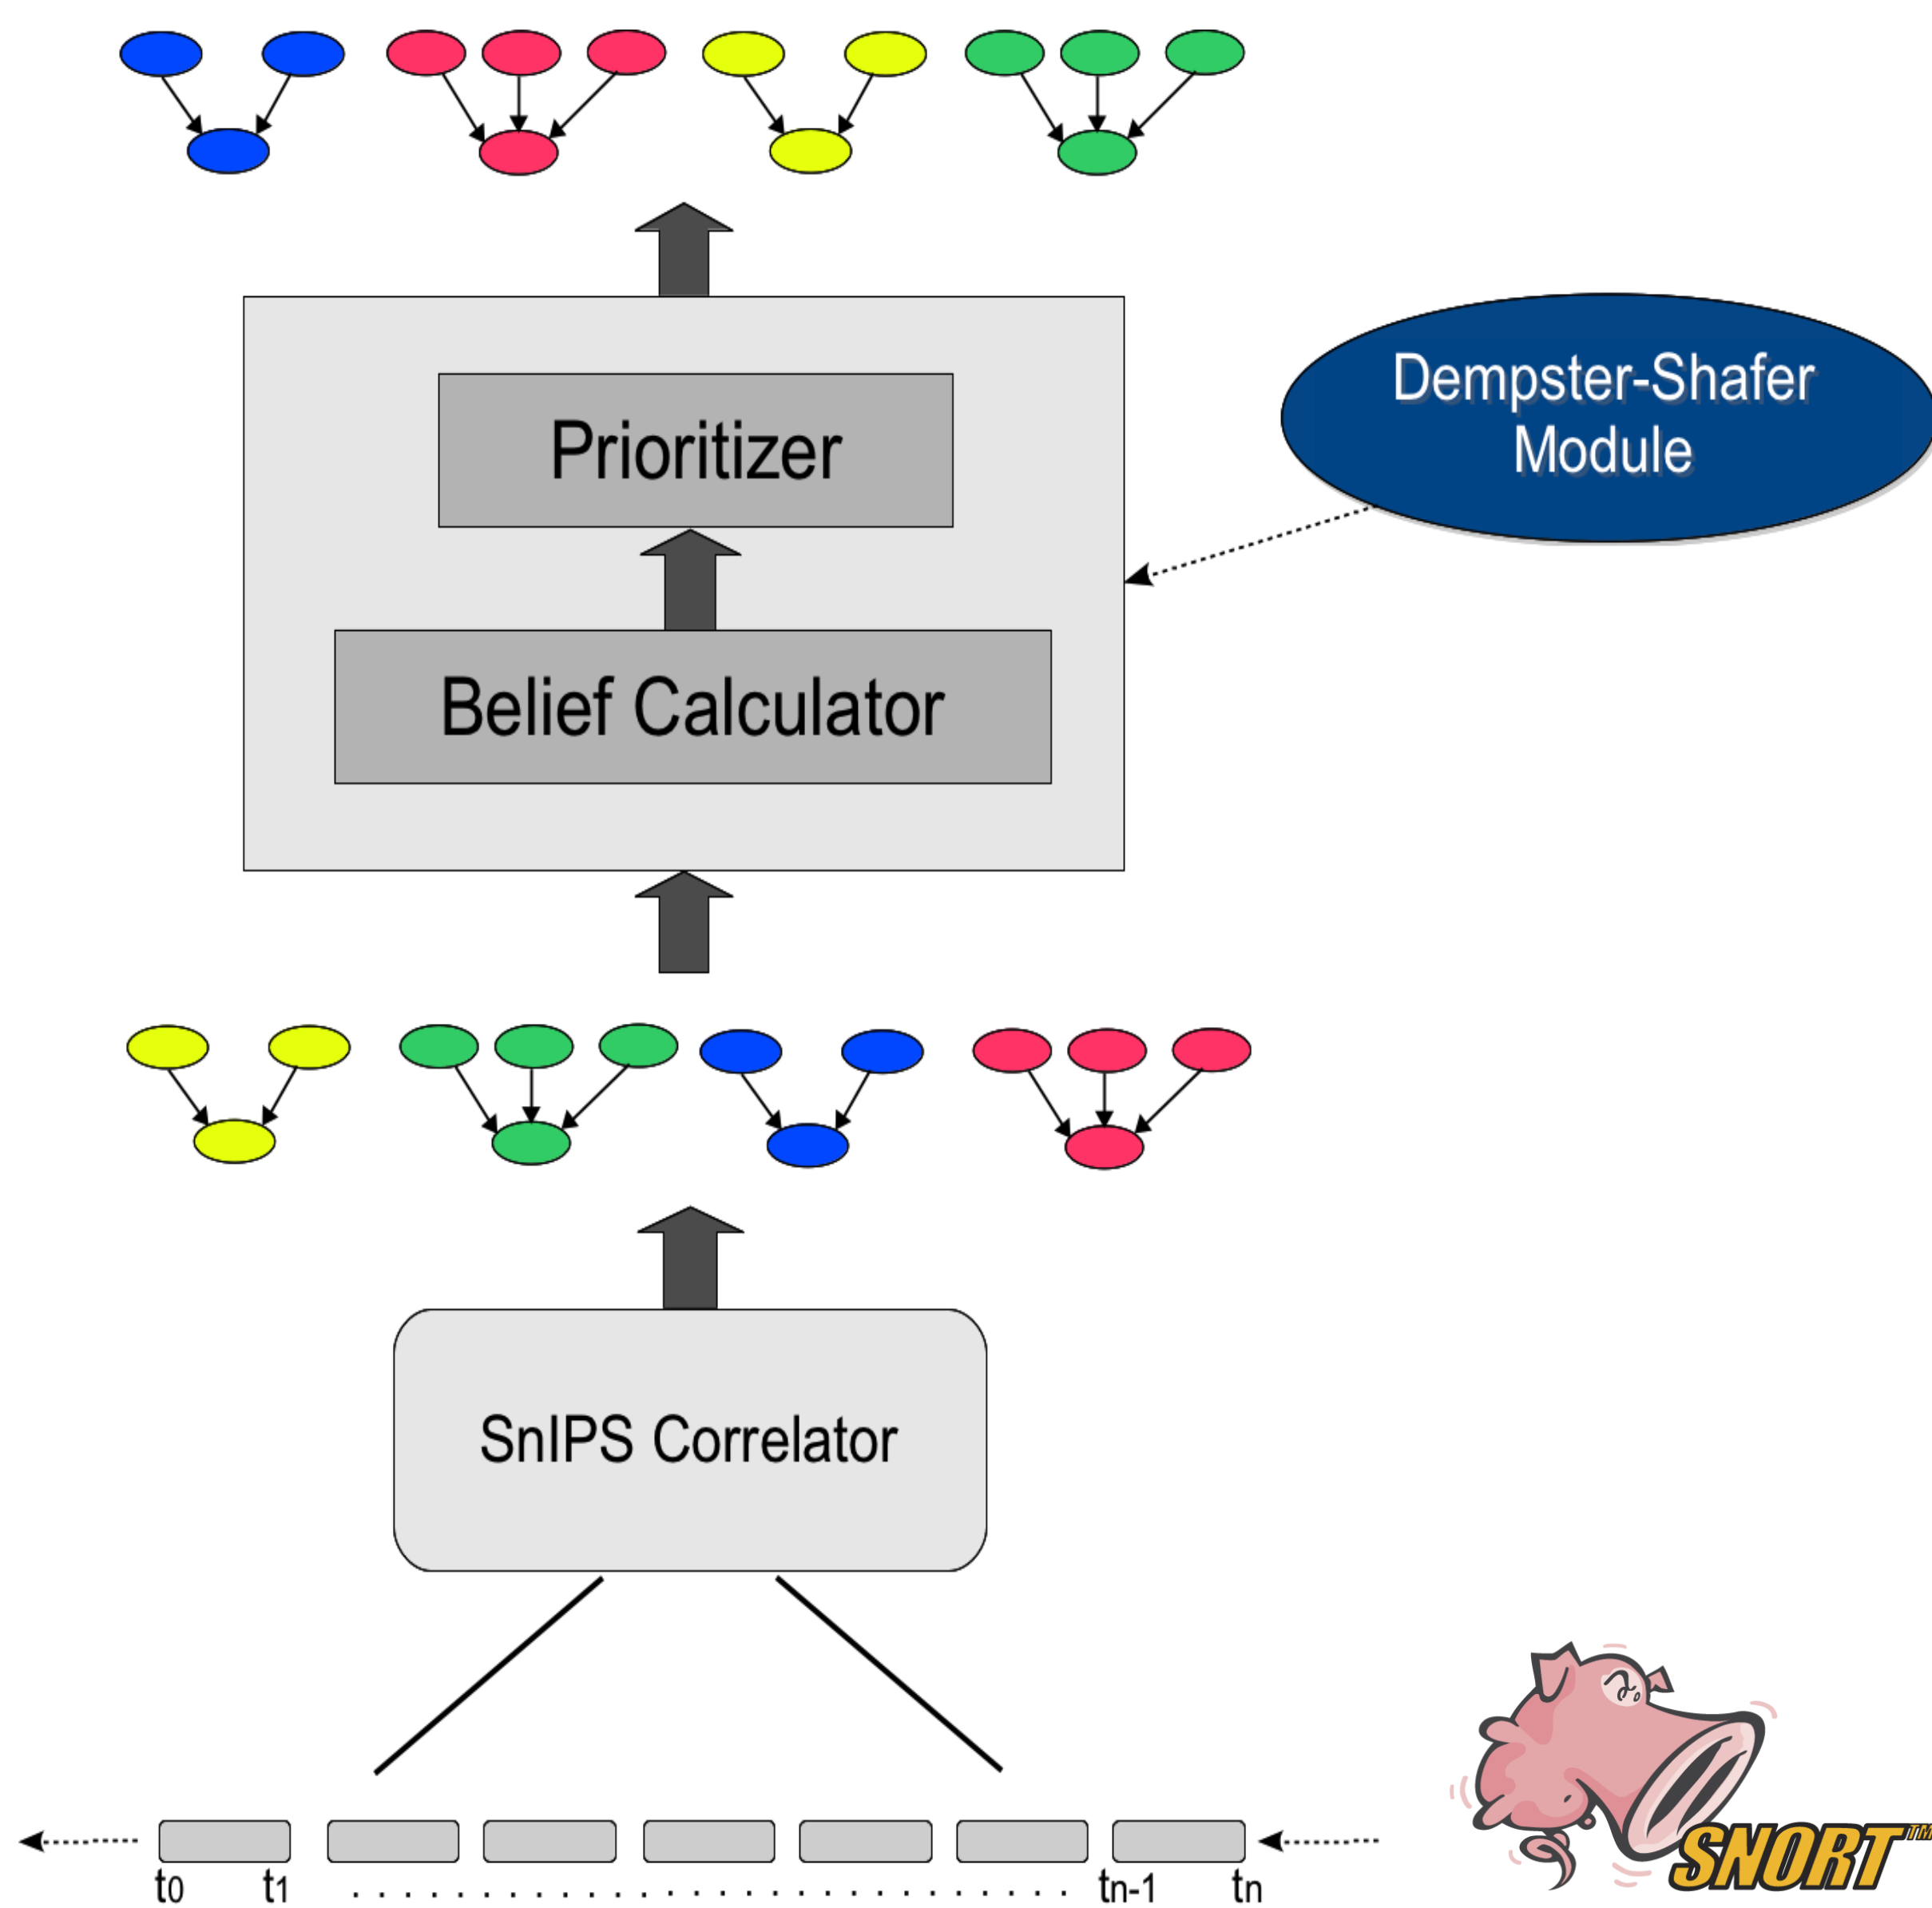 Dempster-Shafer
Module
Prioritizer
Belief Calculator
SnIPS Correlator
t0 t1 ............................ tn-1 tn
SNORT™